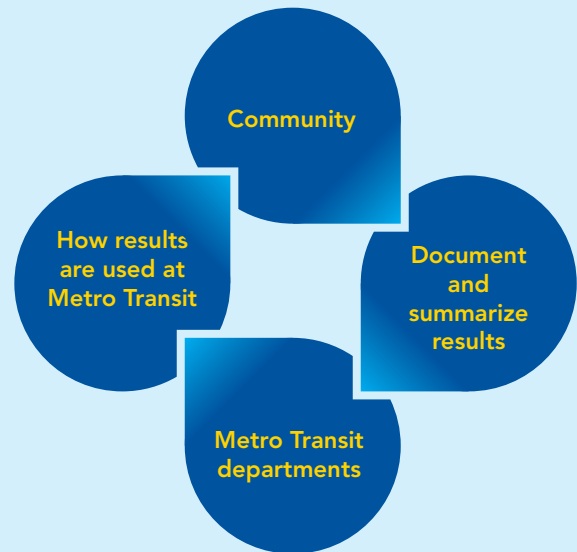 Community
Document
and
summarize
results
Metro Transit
departments
How results
are used at
Metro Transit